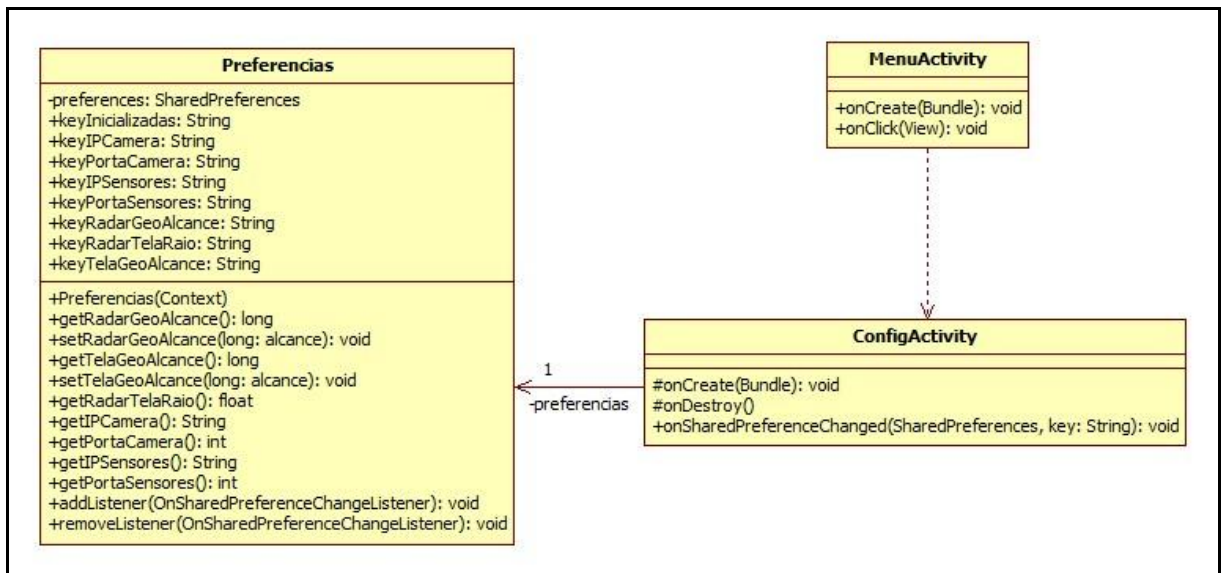 Preferencias
-preferences: SharedPreferences
+keyInicializadas: String
+keyIPCamera: String
+keyPortaCamera: String
+keyIPSensores: String
+keyPortaSensores: String
+keyRadarGeoAlcance: String
+keyRadarTelaRaio: String
+keyTelaGeoAlcance: String
+Preferencias(Context)
+getRadarGeoAlcance(): long
+setRadarGeoAlcance(long: alcance): void
+getTelaGeoAlcance(): long
+setTelaGeoAlcance(long: alcance): void
+getRadarTelaRaio(): float
+getIPCamera(): String
+getPortaCamera(): int
+getIPSensores(): String
+getPortaSensores(): int
+addListener(OnSharedPreferenceChangeListener): void
+removeListener(OnSharedPreferenceChangeListener): void
1
-preferencias
MenuActivity
+onCreate(Bundle): void
+onClick(View): void
ConfigActivity
#onCreate(Bundle): void
#onDestroy()
+onSharedPreferenceChanged(SharedPreferences, key: String): void